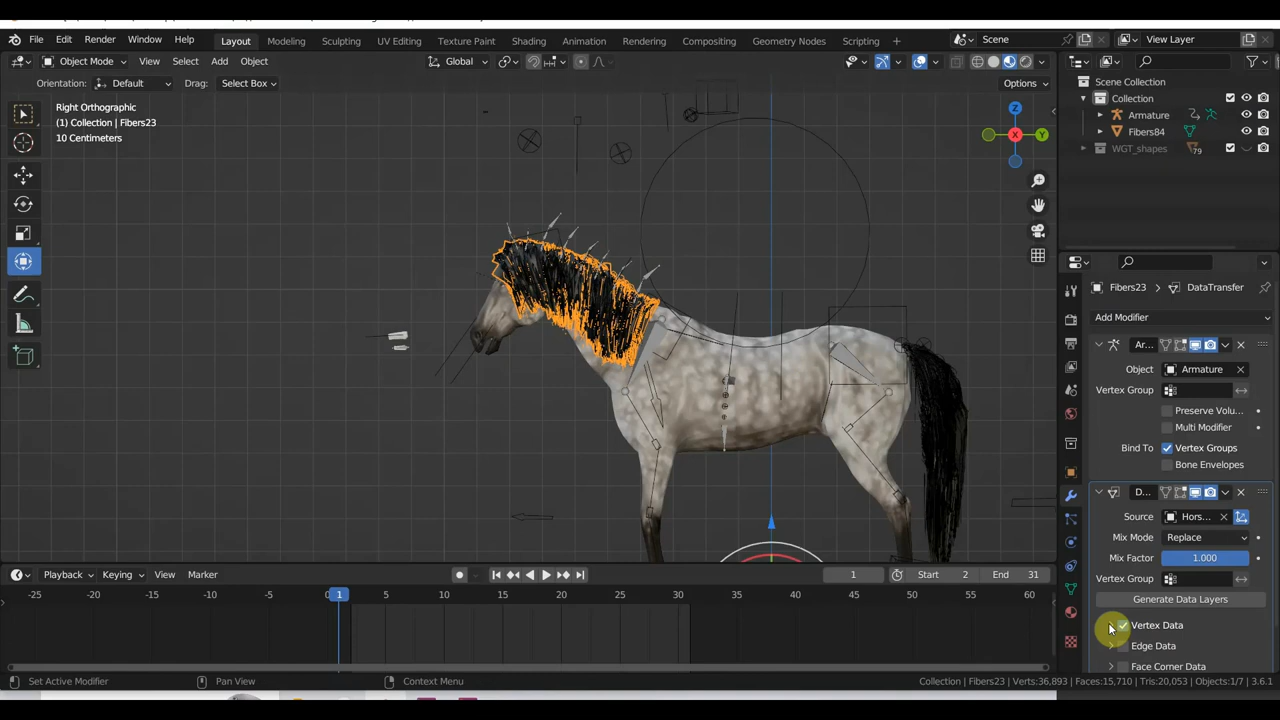 File Edit Render Window Help Layout Modeling Sculpting UV Editing Texture Paint Shading Animation Rendering Compositing Geometry Nodes Scripting + Scene View Layer
Object Mode View Select Add Object Global
Orientation: Default Drag: Select Box Options
Right Orthographic
(1) Collection | Fibers23
10 Centimeters
Z
X
Y
Scene Collection
Collection
Armature
Fibers84
WGT_shapes 79
Fibers23 > DataTransfer
Add Modifier
Ar...
Object Armature
Vertex Group
Preserve Volu...
Multi Modifier
Bind To Vertex Groups
Bone Envelopes
D...
Source Hors...
Mix Mode Replace
Mix Factor 1.000
Vertex Group
Generate Data Layers
Vertex Data
Edge Data
Face Corner Data
Playback Keying View Marker 1 Start 2 End 31
-25 -20 -15 -10 -5 0 1 5 10 15 20 25 30 35 40 45 50 55 60
Set Active Modifier Pan View Context Menu Collection | Fibers23 | Verts:36,893 | Faces:15,710 | Tris:20,053 | Objects:1/7 | 3.6.1